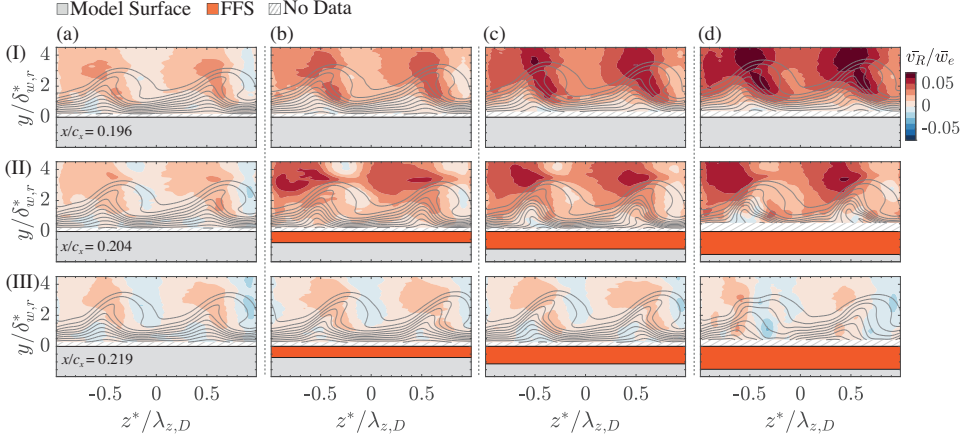 Model Surface FFS No Data
(a) (b) (c) (d)
(I) 4 2 0 y/δ*w,r x/cx = 0.196
v̄R/w̄e 0.05 0 -0.05
(II) 4 2 0 y/δ*w,r x/cx = 0.204
(III) 4 2 0 y/δ*w,r x/cx = 0.219
-0.5 0 0.5 -0.5 0 0.5 -0.5 0 0.5 -0.5 0 0.5
z*/λz,D z*/λz,D z*/λz,D z*/λz,D